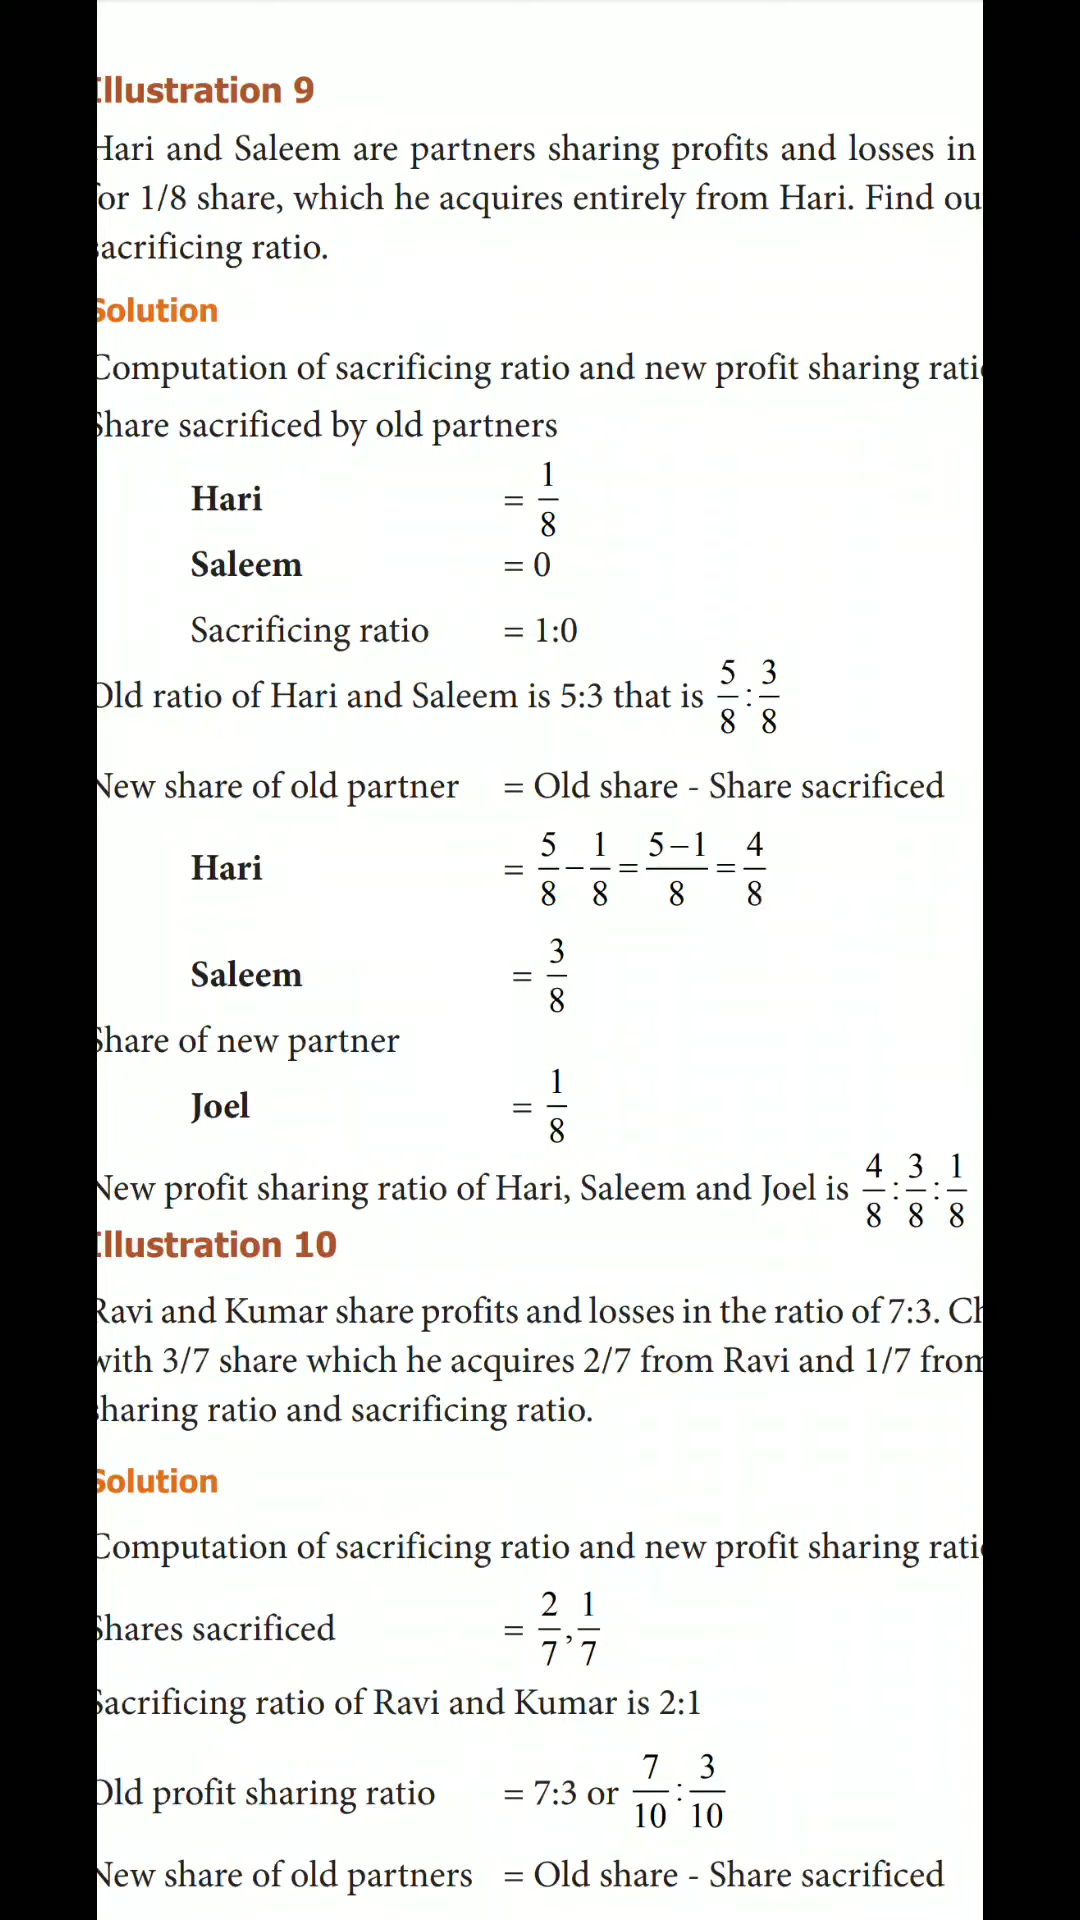 Illustration 9
Hari and Saleem are partners sharing profits and losses in
for 1/8 share, which he acquires entirely from Hari. Find ou
sacrificing ratio.
Solution
Computation of sacrificing ratio and new profit sharing rati
Share sacrificed by old partners
Hari = 1/8
Saleem = 0
Sacrificing ratio = 1:0
Old ratio of Hari and Saleem is 5:3 that is 5/8 : 3/8
New share of old partner = Old share - Share sacrificed
Hari = 5/8 − 1/8 = 5−1/8 = 4/8
Saleem = 3/8
Share of new partner
Joel = 1/8
New profit sharing ratio of Hari, Saleem and Joel is 4/8 : 3/8 : 1/8
Illustration 10
Ravi and Kumar share profits and losses in the ratio of 7:3. Ch
with 3/7 share which he acquires 2/7 from Ravi and 1/7 from
sharing ratio and sacrificing ratio.
Solution
Computation of sacrificing ratio and new profit sharing rati
Shares sacrificed = 2/7 , 1/7
Sacrificing ratio of Ravi and Kumar is 2:1
Old profit sharing ratio = 7:3 or 7/10 : 3/10
New share of old partners = Old share - Share sacrificed